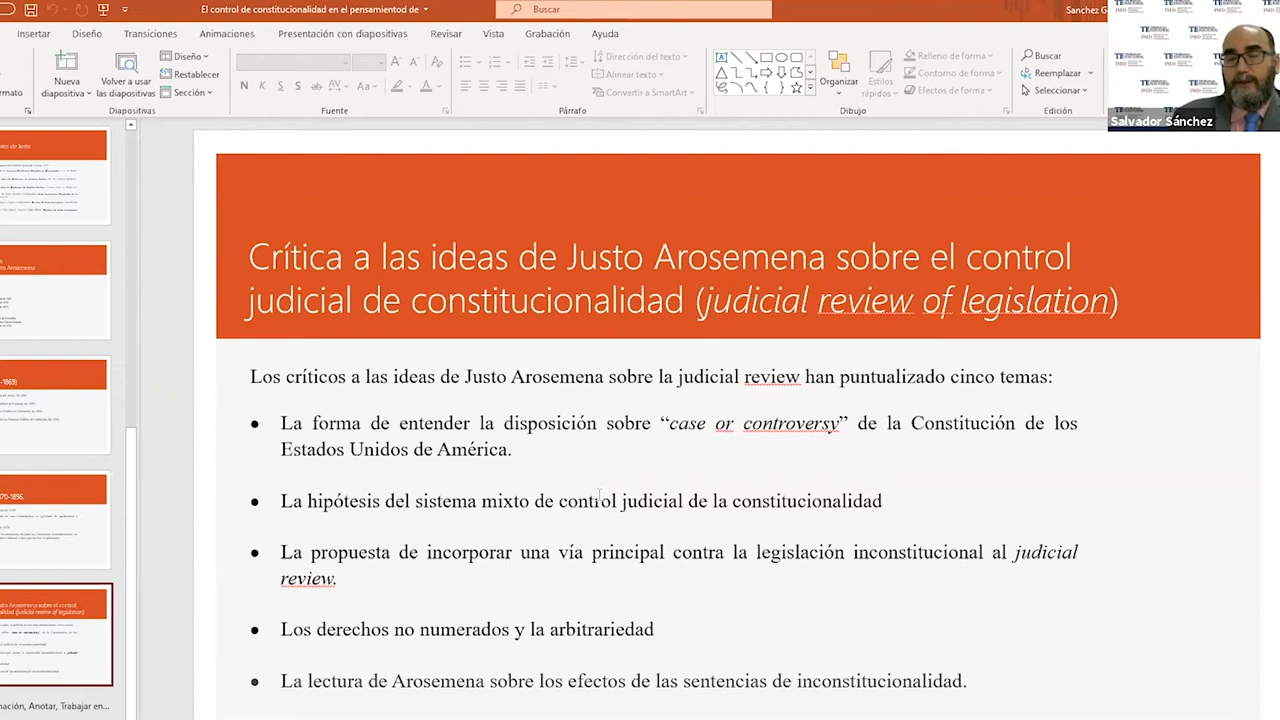 El control de constitucionalidad en el pensamientod de
Buscar
Sanchez G
Insertar Diseño Transiciones Animaciones Presentación con diapositivas Revisar Vista Grabación Ayuda
Nueva diapositiva
Volver a usar las diapositivas
Diseño
Restablecer
Sección
Dirección del texto
Alinear texto
Convertir a SmartArt
Organizar
Estilos rápidos
Relleno de forma
Contorno de forma
Efectos de forma
Buscar
Reemplazar
Seleccionar
Diapositivas Fuente Párrafo Dibujo Edición
Salvador Sánchez
Crítica a las ideas de Justo Arosemena sobre el control
judicial de constitucionalidad (judicial review of legislation)
Los críticos a las ideas de Justo Arosemena sobre la judicial review han puntualizado cinco temas:
• La forma de entender la disposición sobre “case or controversy” de la Constitución de los
Estados Unidos de América.
• La hipótesis del sistema mixto de control judicial de la constitucionalidad
• La propuesta de incorporar una vía principal contra la legislación inconstitucional al judicial
review.
• Los derechos no numerados y la arbitrariedad
• La lectura de Arosemena sobre los efectos de las sentencias de inconstitucionalidad.